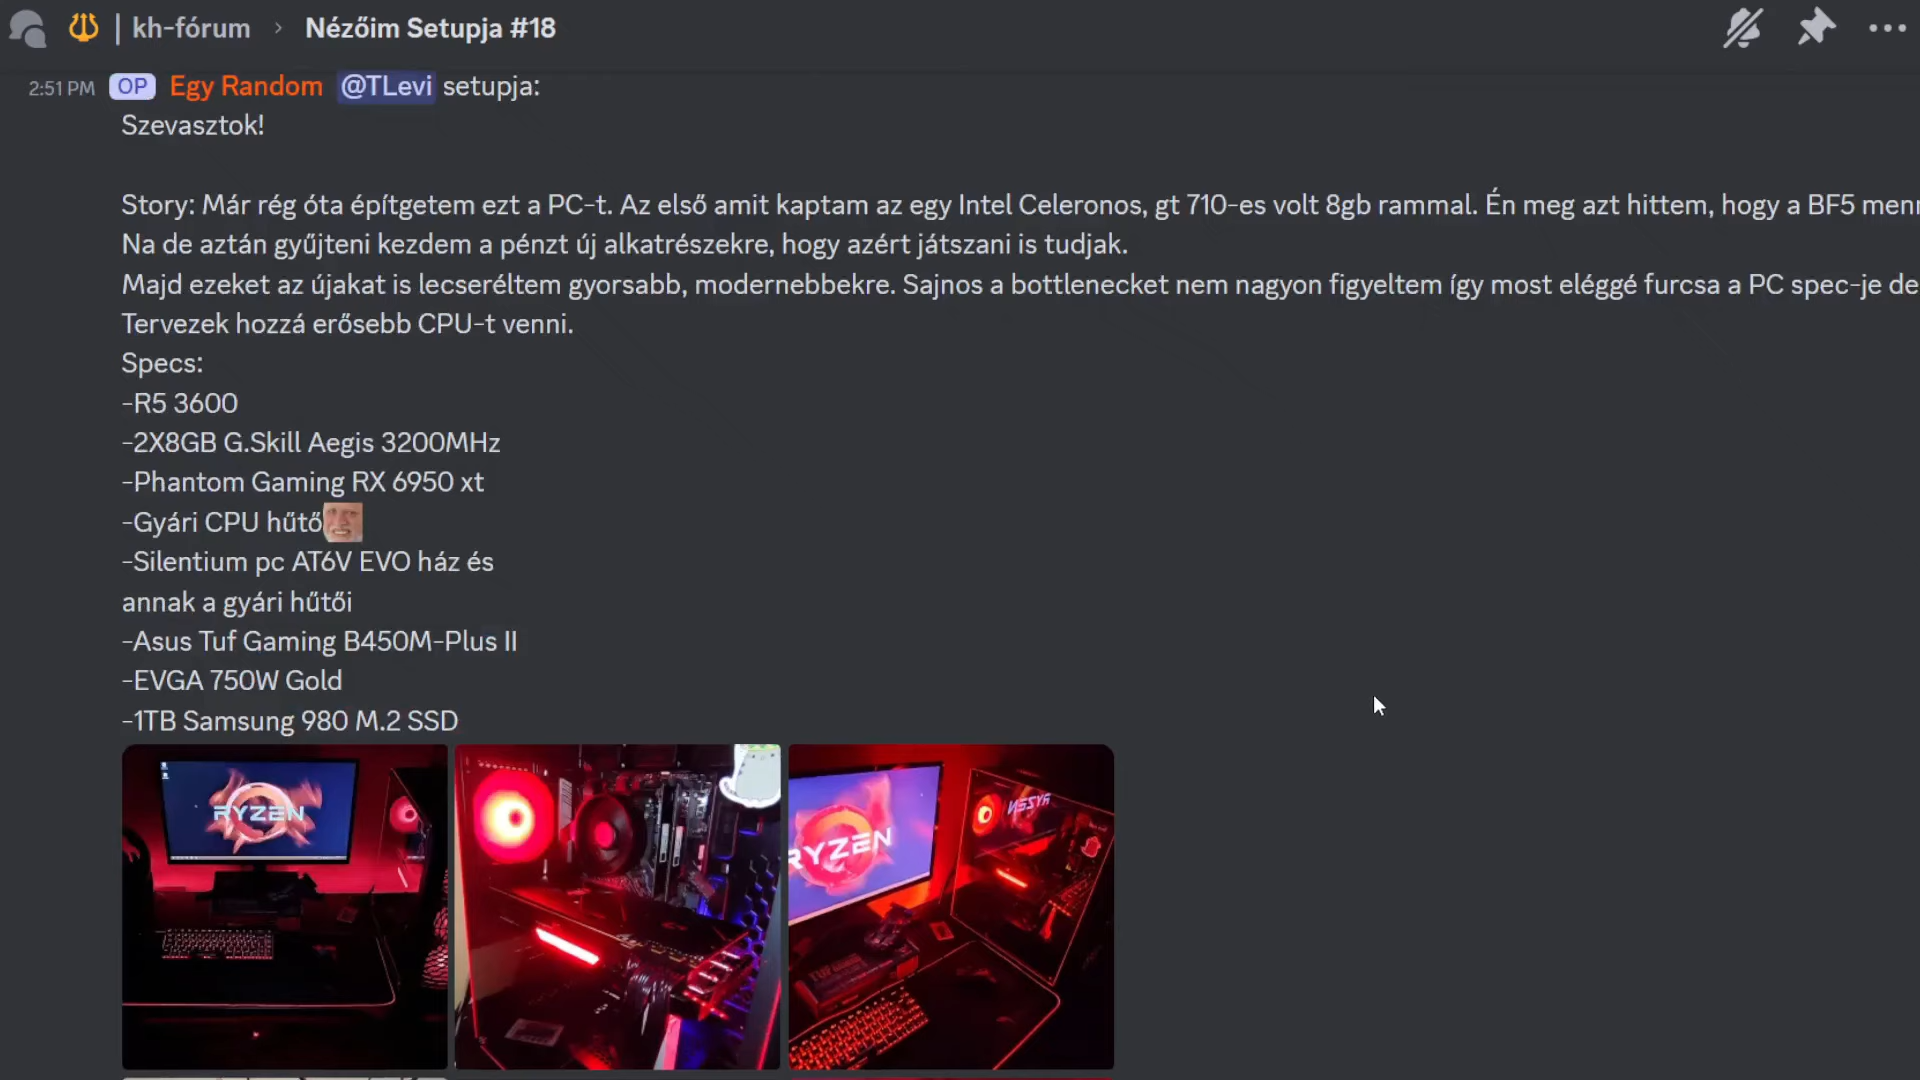 kh-fórum › Nézőim Setupja #18
2:51 PM OP Egy Random @TLevi setupja:
Szevasztok!
Story: Már rég óta építgetem ezt a PC-t. Az első amit kaptam az egy Intel Celeronos, gt 710-es volt 8gb rammal. Én meg azt hittem, hogy a BF5
Na de aztán gyűjteni kezdem a pénzt új alkatrészekre, hogy azért játszani is tudjak.
Majd ezeket az újakat is lecseréltem gyorsabb, modernebbekre. Sajnos a bottlenecket nem nagyon figyeltem így most eléggé furcsa a PC spec-je de
Tervezek hozzá erősebb CPU-t venni.
Specs:
-R5 3600
-2X8GB G.Skill Aegis 3200MHz
-Phantom Gaming RX 6950 xt
-Gyári CPU hűtő
-Silentium pc AT6V EVO ház és
annak a gyári hűtői
-Asus Tuf Gaming B450M-Plus II
-EVGA 750W Gold
-1TB Samsung 980 M.2 SSD
RYZEN
RYZEN
RYZEN